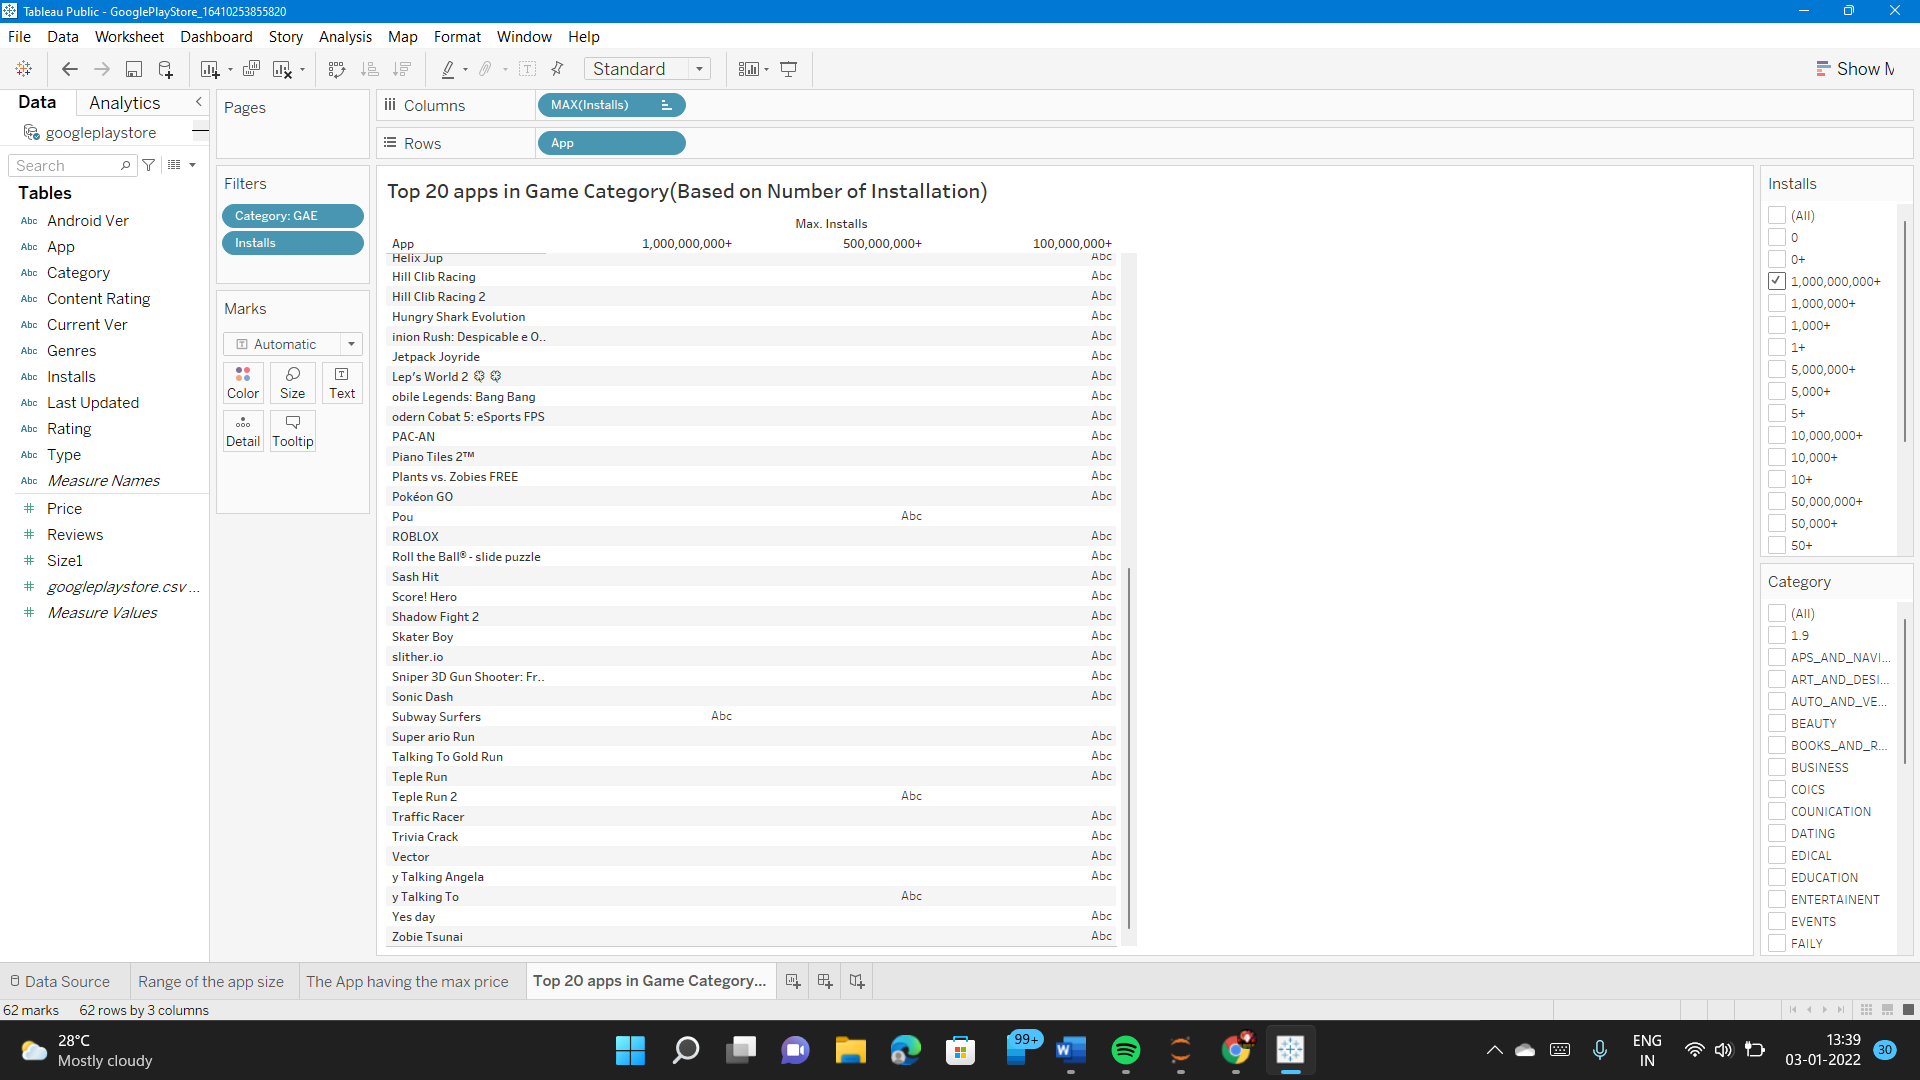 Tableau Public - GooglePlayStore_16410253855820
File Data Worksheet Dashboard Story Analysis Map Format Window Help
Standard
Show M
Data Analytics
googleplaystore
Search
Tables
Abc Android Ver
Abc App
Abc Category
Abc Content Rating
Abc Current Ver
Abc Genres
Abc Installs
Abc Last Updated
Abc Rating
Abc Type
Abc Measure Names
# Price
# Reviews
# Size1
# googleplaystore.csv ...
# Measure Values
Pages
Filters
Category: GAE
Installs
Marks
Automatic
Color Size Text
Detail Tooltip
Columns MAX(Installs)
Rows App
Top 20 apps in Game Category(Based on Number of Installation)
Max. Installs
App 1,000,000,000+ 500,000,000+ 100,000,000+
Helix Jup Abc
Hill Clib Racing Abc
Hill Clib Racing 2 Abc
Hungry Shark Evolution Abc
inion Rush: Despicable e O.. Abc
Jetpack Joyride Abc
Lep's World 2 Abc
obile Legends: Bang Bang Abc
odern Cobat 5: eSports FPS Abc
PAC-AN Abc
Piano Tiles 2™ Abc
Plants vs. Zobies FREE Abc
Pokéon GO Abc
Pou Abc
ROBLOX Abc
Roll the Ball® - slide puzzle Abc
Sash Hit Abc
Score! Hero Abc
Shadow Fight 2 Abc
Skater Boy Abc
slither.io Abc
Sniper 3D Gun Shooter: Fr.. Abc
Sonic Dash Abc
Subway Surfers Abc
Super ario Run Abc
Talking To Gold Run Abc
Teple Run Abc
Teple Run 2 Abc
Traffic Racer Abc
Trivia Crack Abc
Vector Abc
y Talking Angela Abc
y Talking To Abc
Yes day Abc
Zobie Tsunai Abc
Installs
(All)
0
0+
1,000,000,000+
1,000,000+
1,000+
1+
5,000,000+
5,000+
5+
10,000,000+
10,000+
10+
50,000,000+
50,000+
50+
Category
(All)
1.9
APS_AND_NAVI...
ART_AND_DESI...
AUTO_AND_VE...
BEAUTY
BOOKS_AND_R...
BUSINESS
COICS
COUNICATION
DATING
EDICAL
EDUCATION
ENTERTAINENT
EVENTS
FAILY
Data Source Range of the app size The App having the max price Top 20 apps in Game Category...
62 marks 62 rows by 3 columns
28°C
Mostly cloudy
99+
ENG
IN
13:39
03-01-2022
30